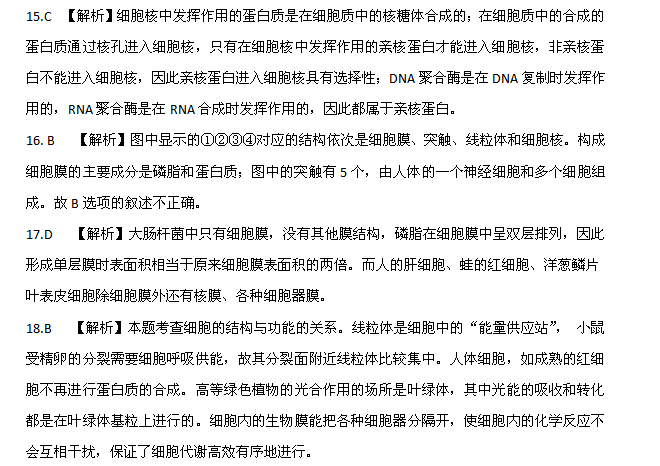 15.C 【解析】细胞核中发挥作用的蛋白质是在细胞质中的核糖体合成的；在细胞质中的合成的
蛋白质通过核孔进入细胞核，只有在细胞核中发挥作用的亲核蛋白才能进入细胞核，非亲核蛋
白不能进入细胞核，因此亲核蛋白进入细胞核具有选择性；DNA 聚合酶是在 DNA 复制时发挥作
用的，RNA 聚合酶是在 RNA 合成时发挥作用的，因此都属于亲核蛋白。
16. B 【解析】图中显示的①②③④对应的结构依次是细胞膜、突触、线粒体和细胞核。构成
细胞膜的主要成分是磷脂和蛋白质；图中的突触有 5 个，由人体的一个神经细胞和多个细胞组
成。故 B 选项的叙述不正确。
17.D 【解析】大肠杆菌中只有细胞膜，没有其他膜结构，磷脂在细胞膜中呈双层排列，因此
形成单层膜时表面积相当于原来细胞膜表面积的两倍。而人的肝细胞、蛙的红细胞、洋葱鳞片
叶表皮细胞除细胞膜外还有核膜、各种细胞器膜。
18.B 【解析】本题考查细胞的结构与功能的关系。线粒体是细胞中的“能量供应站”， 小鼠
受精卵的分裂需要细胞呼吸供能，故其分裂面附近线粒体比较集中。人体细胞，如成熟的红细
胞不再进行蛋白质的合成。高等绿色植物的光合作用的场所是叶绿体，其中光能的吸收和转化
都是在叶绿体基粒上进行的。细胞内的生物膜能把各种细胞器分隔开，使细胞内的化学反应不
会互相干扰，保证了细胞代谢高效有序地进行。